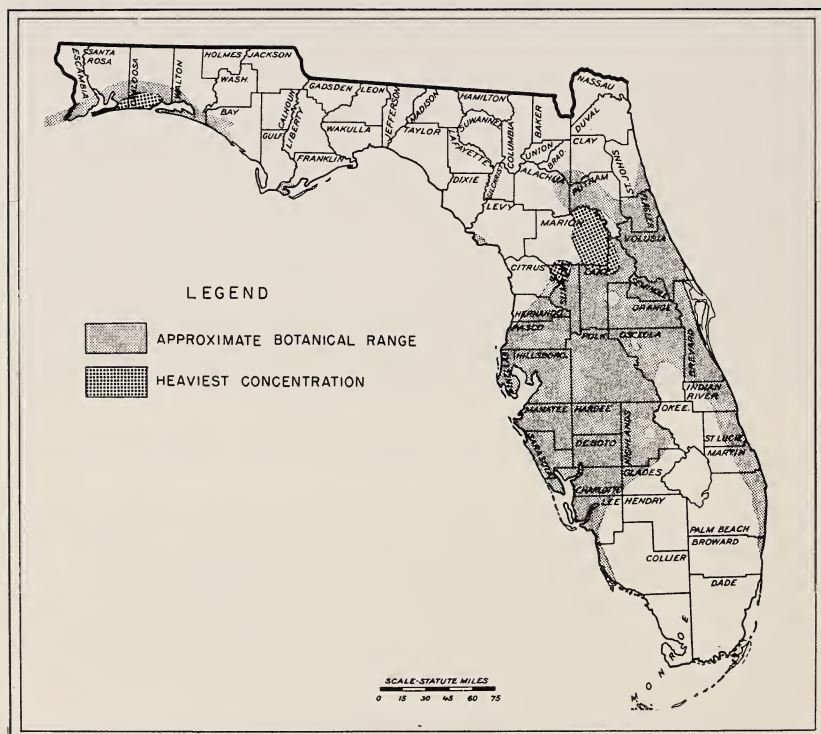 ESCAMBIA
SANTA
ROSA
OKALOOSA
WALTON
HOLMES
JACKSON
WASH.
BAY
CALHOUN
GULF
LIBERTY
GADSDEN
LEON
WAKULLA
FRANKLIN
JEFFERSON
MADISON
TAYLOR
HAMILTON
SUWANNEE
LAFAYETTE
DIXIE
COLUMBIA
GILCHRIST
BAKER
UNION
BRAD.
ALACHUA
NASSAU
DUVAL
CLAY
ST JOHNS
PUTNAM
FLAGLER
LEVY
MARION
VOLUSIA
CITRUS
SUMTER
LAKE
SEMINOLE
ORANGE
HERNANDO
PASCO
POLK
OSCEOLA
BREVARD
HILLSBORO.
PINELLAS
INDIAN
RIVER
MANATEE
HARDEE
HIGHLANDS
OKEE.
ST LUCIE
SARASOTA
DE SOTO
MARTIN
CHARLOTTE
GLADES
LEE
HENDRY
PALM BEACH
BROWARD
COLLIER
DADE
MONROE
LEGEND
APPROXIMATE BOTANICAL RANGE
HEAVIEST CONCENTRATION
SCALE-STATUTE MILES
0 15 30 45 60 75